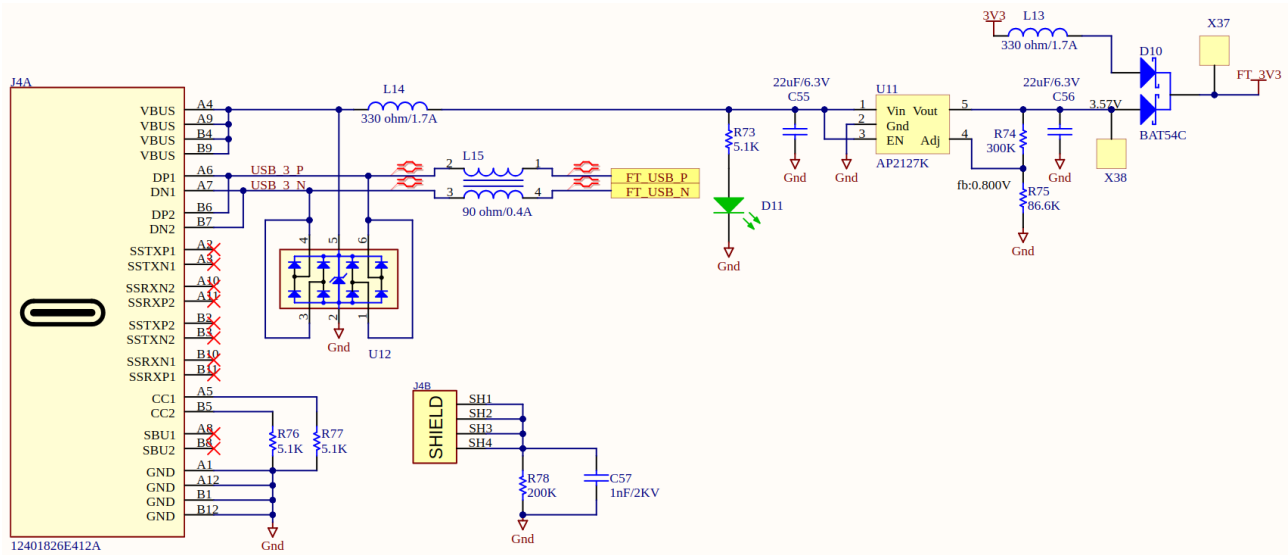 J4A
VBUS A4
VBUS A9
VBUS B4
VBUS B9
DP1 A6
DN1 A7
DP2 B6
DN2 B7
SSTXP1 A2
SSTXN1 A3
SSRXN2 A10
SSRXP2 A11
SSTXP2 B2
SSTXN2 B3
SSRXN1 B10
SSRXP1 B11
CC1 A5
CC2 B5
SBU1 A8
SBU2 B8
GND A1
GND A12
GND B1
GND B12
12401826E412A
USB_3_P
USB_3_N
L14
330 ohm/1.7A
2 L15 1
3 4
90 ohm/0.4A
FT_USB_P
FT_USB_N
4 5 6
3 2 1
Gnd
U12
R76
5.1K
R77
5.1K
Gnd
J4B
SHIELD
SH1
SH2
SH3
SH4
R78
200K
C57
1nF/2KV
Gnd
R73
5.1K
D11
Gnd
22uF/6.3V
C55
Gnd
U11
1 Vin Vout 5
2 Gnd
3 EN Adj 4
AP2127K
Gnd
R74
300K
fb:0.800V
R75
86.6K
Gnd
22uF/6.3V
C56
Gnd
3.57V
X38
3V3
L13
330 ohm/1.7A
D10
BAT54C
X37
FT_3V3